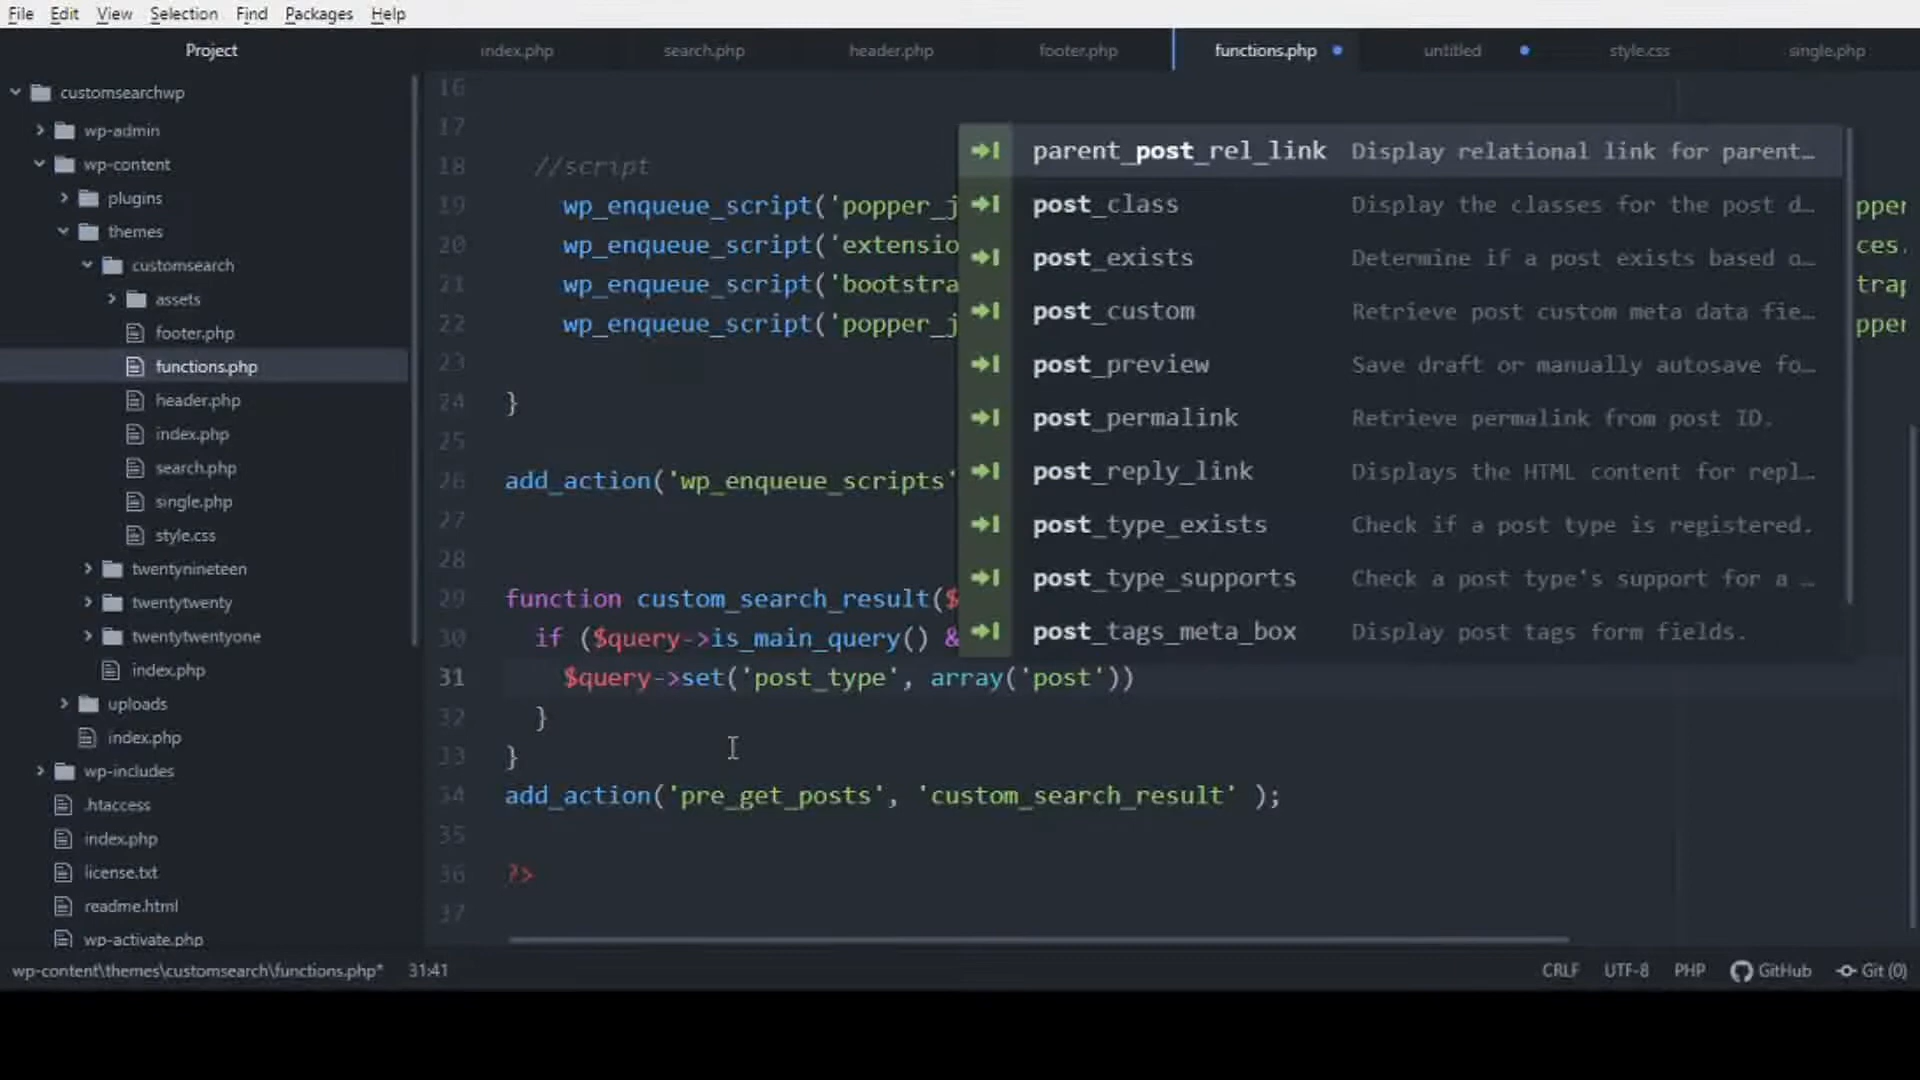 File Edit View Selection Find Packages Help
Project
index.php search.php header.php footer.php functions.php untitled style.css single.php
customsearchwp
wp-admin
wp-content
plugins
themes
customsearch
assets
footer.php
functions.php
header.php
index.php
search.php
single.php
style.css
twentynineteen
twentytwenty
twentytwentyone
index.php
uploads
index.php
wp-includes
.htaccess
index.php
license.txt
readme.html
wp-activate.php
16
17
18 //script
19 wp_enqueue_script('popper_j
20 wp_enqueue_script('extensio
21 wp_enqueue_script('bootstra
22 wp_enqueue_script('popper_j
23
24 }
25
26 add_action('wp_enqueue_scripts'
27
28
29 function custom_search_result($
30 if ($query->is_main_query() &
31 $query->set('post_type', array('post'))
32 }
33 }
34 add_action('pre_get_posts', 'custom_search_result' );
35
36 ?>
37
parent_post_rel_link Display relational link for parent…
post_class Display the classes for the post d…
post_exists Determine if a post exists based o…
post_custom Retrieve post custom meta data fie…
post_preview Save draft or manually autosave fo…
post_permalink Retrieve permalink from post ID.
post_reply_link Displays the HTML content for repl…
post_type_exists Check if a post type is registered.
post_type_supports Check a post type's support for a …
post_tags_meta_box Display post tags form fields.
pper
ces.
trap
pper
wp-content\themes\customsearch\functions.php* 31:41 CRLF UTF-8 PHP GitHub Git (0)